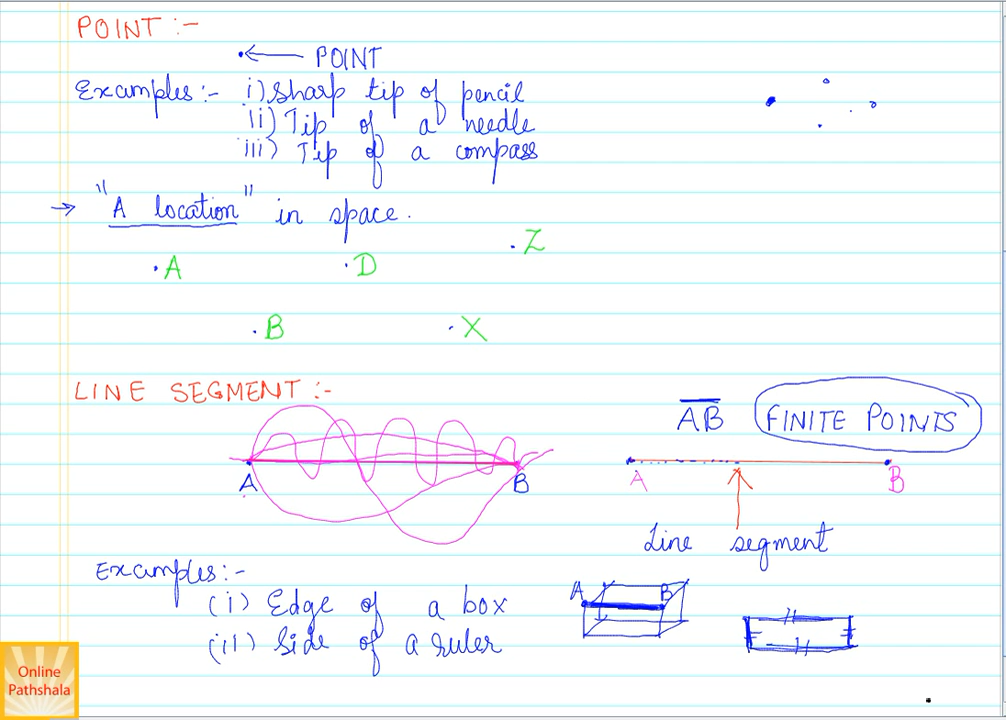 POINT :-
POINT
Examples :- i) Sharp tip of pencil
ii) Tip of a needle
iii) Tip of a compass
→ "A location" in space.
A
D
Z
B
X
LINE SEGMENT :-
AB FINITE POINTS
A B
A B
Line segment
Examples :-
(i) Edge of a box
(ii) Side of a ruler
A B
Online
Pathshala